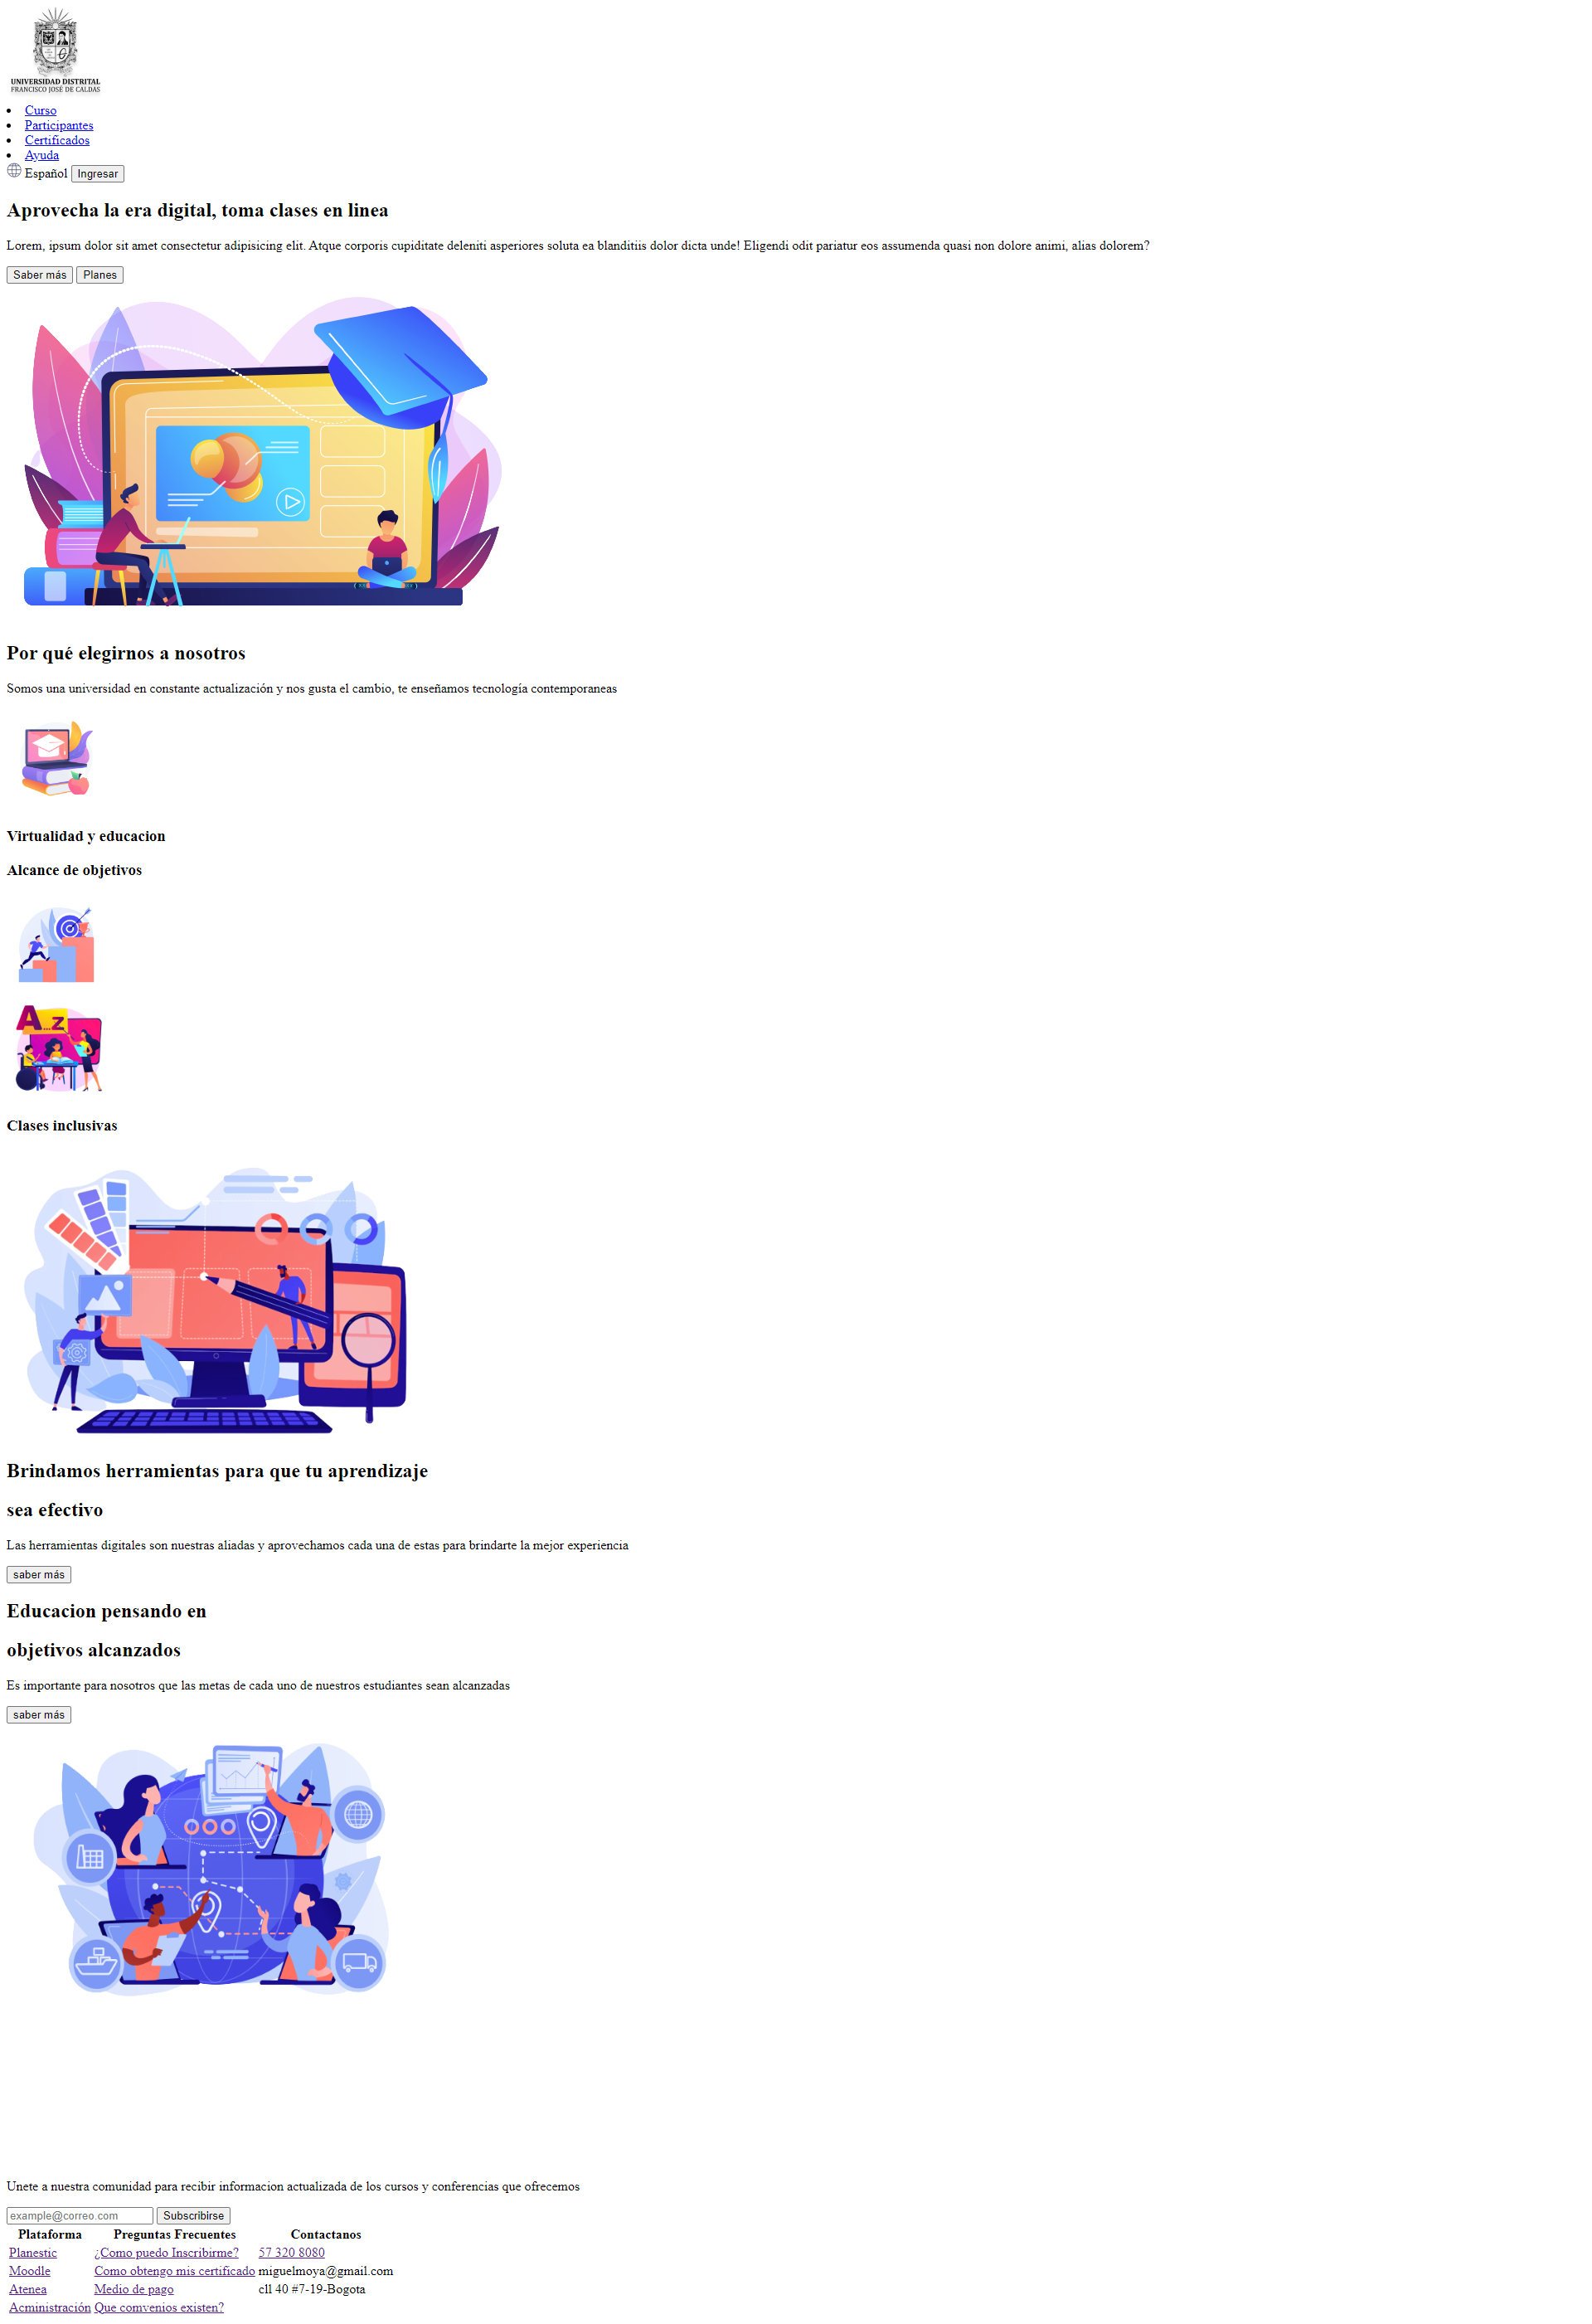 UNIVERSIDAD DISTRITAL
FRANCISCO JOSÉ DE CALDAS
Curso
Participantes
Certificados
Ayuda
Español Ingresar
Aprovecha la era digital, toma clases en linea
Lorem, ipsum dolor sit amet consectetur adipisicing elit. Atque corporis cupiditate deleniti asperiores soluta ea blanditiis dolor dicta unde! Eligendi odit pariatur eos assumenda quasi non dolore animi, alias dolorem?
Saber más Planes
Por qué elegirnos a nosotros
Somos una universidad en constante actualización y nos gusta el cambio, te enseñamos tecnología contemporaneas
Virtualidad y educacion
Alcance de objetivos
A...z
Clases inclusivas
Brindamos herramientas para que tu aprendizaje
sea efectivo
Las herramientas digitales son nuestras aliadas y aprovechamos cada una de estas para brindarte la mejor experiencia
saber más
Educacion pensando en
objetivos alcanzados
Es importante para nosotros que las metas de cada uno de nuestros estudiantes sean alcanzadas
saber más
Unete a nuestra comunidad para recibir informacion actualizada de los cursos y conferencias que ofrecemos
example@correo.com Subscribirse
Plataforma Preguntas Frecuentes Contactanos
Planestic ¿Como puedo Inscribirme? 57 320 8080
Moodle Como obtengo mis certificado miguelmoya@gmail.com
Atenea Medio de pago cll 40 #7-19-Bogota
Acministración Que comvenios existen?